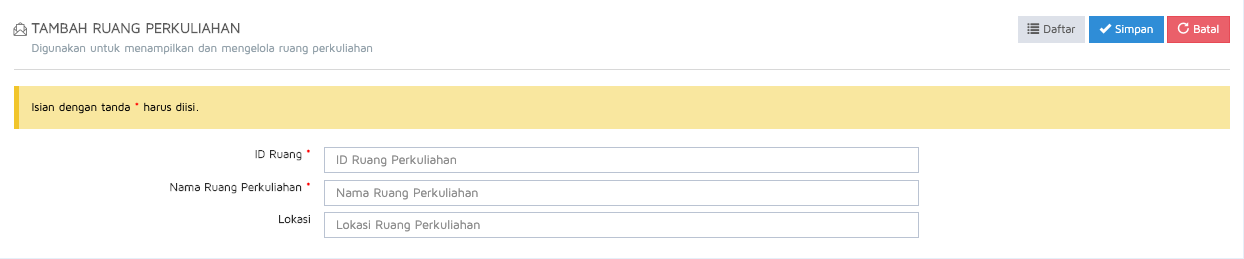 TAMBAH RUANG PERKULIAHAN
Digunakan untuk menampilkan dan mengelola ruang perkuliahan
Daftar
Simpan
Batal
Isian dengan tanda * harus diisi.
ID Ruang *
ID Ruang Perkuliahan
Nama Ruang Perkuliahan *
Nama Ruang Perkuliahan
Lokasi
Lokasi Ruang Perkuliahan